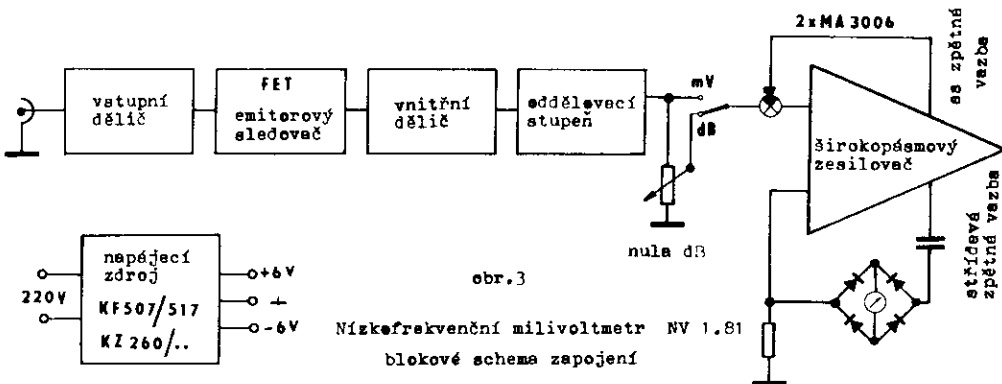 2xMA 3006
ss zpětná
vazba
vstupní
dělič
FET
emitorový
sledovač
vnitřní
dělič
oddělovací
stupeň
mV
dB
širokopásmový
zesilovač
střídavá
zpětná vazba
nula dB
napájecí
zdroj
KF507/517
KZ 260/..
220V
+6V
-6V
obr.3
Nízkofrekvenční milivoltmetr NV 1.81
blokové schema zapojení